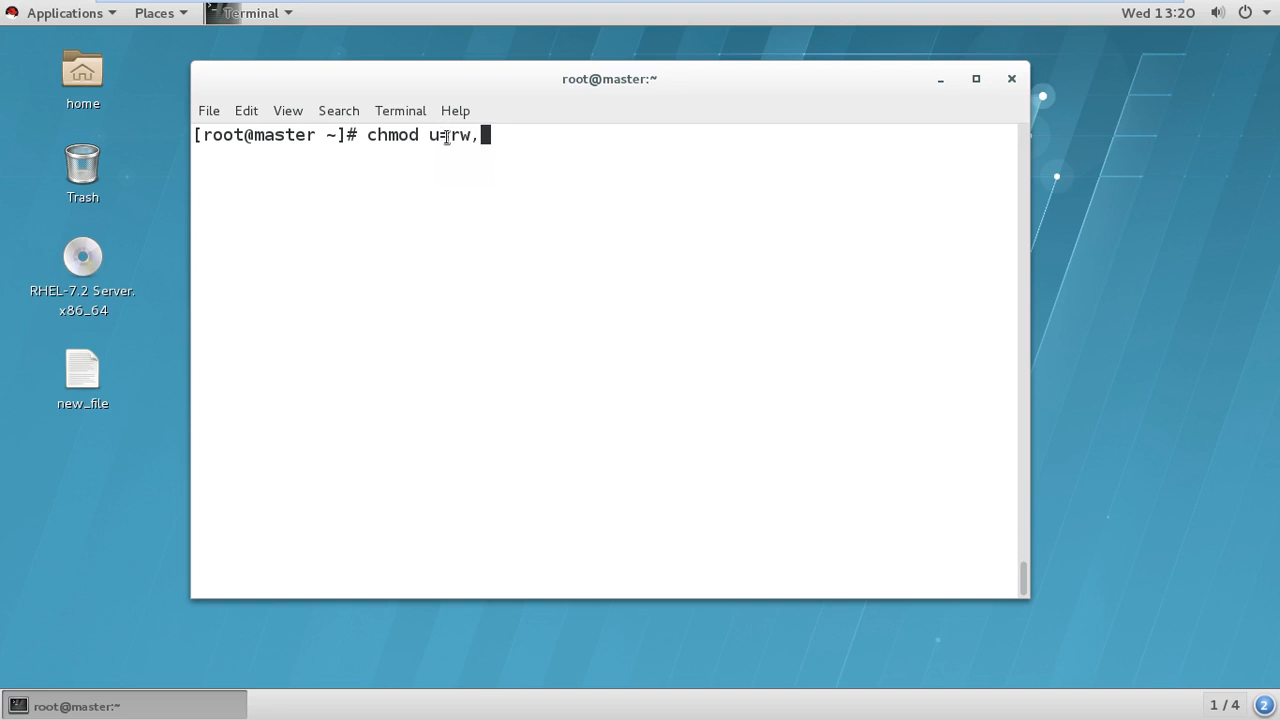 Applications Places Terminal Wed 13:20
home
Trash
RHEL-7.2 Server.
x86_64
new_file
root@master:~
File Edit View Search Terminal Help
[root@master ~]# chmod u=rw,
root@master:~ 1 / 4 2